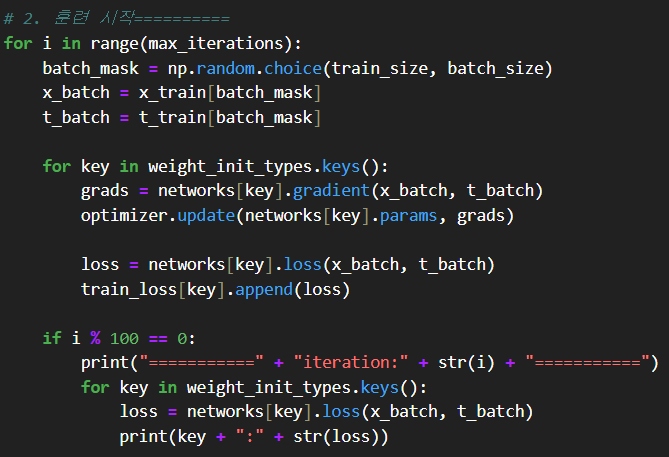 # 2. 훈련 시작==========
for i in range(max_iterations):
    batch_mask = np.random.choice(train_size, batch_size)
    x_batch = x_train[batch_mask]
    t_batch = t_train[batch_mask]

    for key in weight_init_types.keys():
        grads = networks[key].gradient(x_batch, t_batch)
        optimizer.update(networks[key].params, grads)

        loss = networks[key].loss(x_batch, t_batch)
        train_loss[key].append(loss)

    if i % 100 == 0:
        print("===========" + "iteration:" + str(i) + "===========")
        for key in weight_init_types.keys():
            loss = networks[key].loss(x_batch, t_batch)
            print(key + ":" + str(loss))